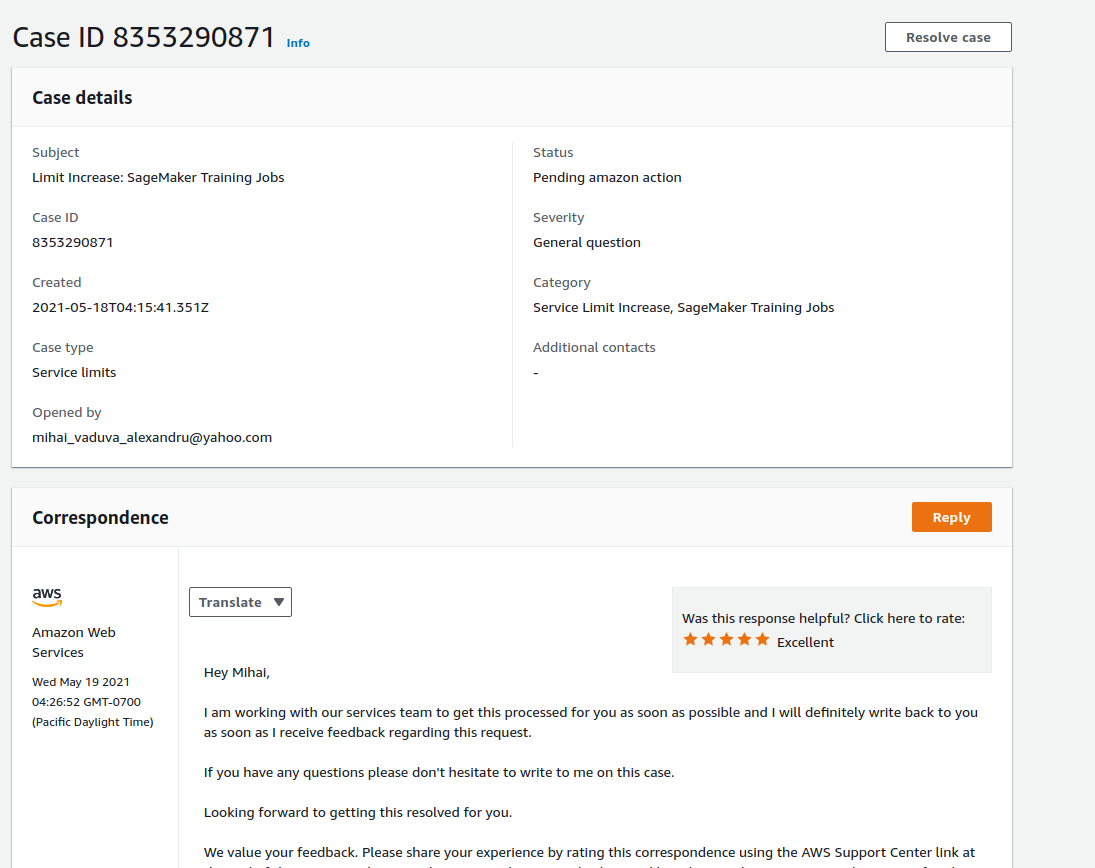 Case ID 8353290871 Info
Resolve case
Case details
Subject
Limit Increase: SageMaker Training Jobs
Case ID
8353290871
Created
2021-05-18T04:15:41.351Z
Case type
Service limits
Opened by
mihai_vaduva_alexandru@yahoo.com
Status
Pending amazon action
Severity
General question
Category
Service Limit Increase, SageMaker Training Jobs
Additional contacts
-
Correspondence
Reply
aws
Amazon Web
Services
Wed May 19 2021
04:26:52 GMT-0700
(Pacific Daylight Time)
Translate
Was this response helpful? Click here to rate:
Excellent
Hey Mihai,
I am working with our services team to get this processed for you as soon as possible and I will definitely write back to you
as soon as I receive feedback regarding this request.
If you have any questions please don't hesitate to write to me on this case.
Looking forward to getting this resolved for you.
We value your feedback. Please share your experience by rating this correspondence using the AWS Support Center link at